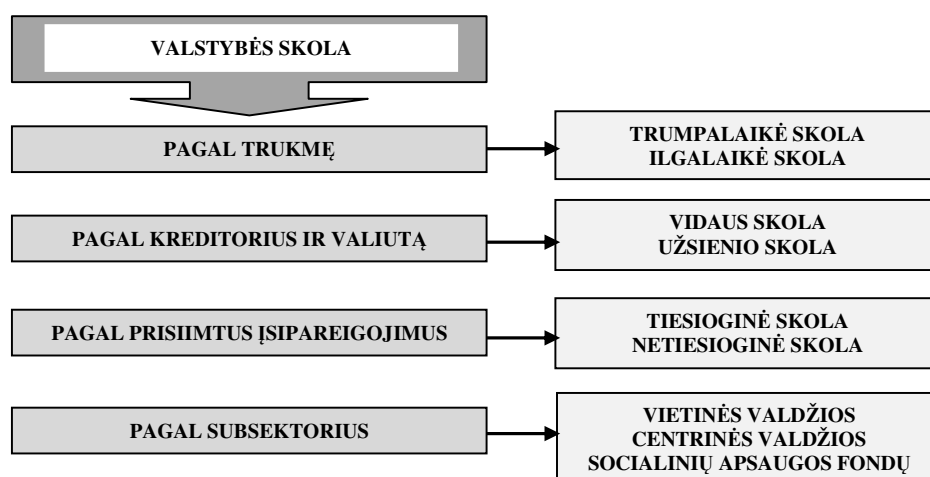 VALSTYBĖS SKOLA
PAGAL TRUKMĘ
TRUMPALAIKĖ SKOLA
ILGALAIKĖ SKOLA
PAGAL KREDITORIUS IR VALIUTĄ
VIDAUS SKOLA
UŽSIENIO SKOLA
PAGAL PRISIIMTUS ĮSIPAREIGOJIMUS
TIESIOGINĖ SKOLA
NETIESIOGINĖ SKOLA
PAGAL SUBSEKTORIUS
VIETINĖS VALDŽIOS
CENTRINĖS VALDŽIOS
SOCIALINIŲ APSAUGOS FONDŲ